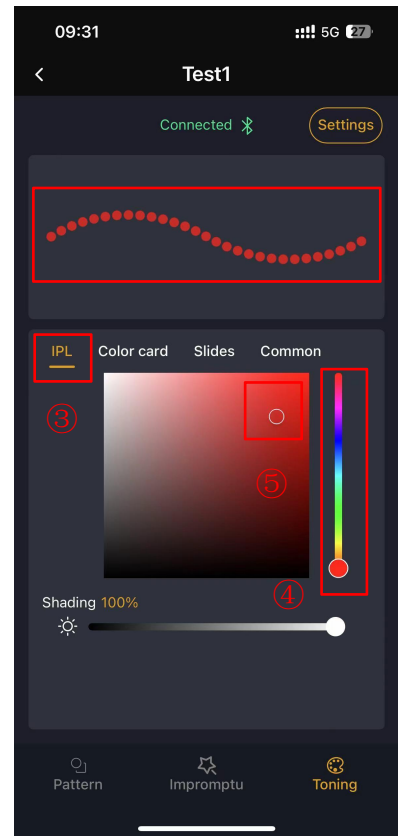 09:31 5G 27
Test1
Connected Settings
IPL Color card Slides Common
③
⑤
④
Shading 100%
Pattern Impromptu Toning